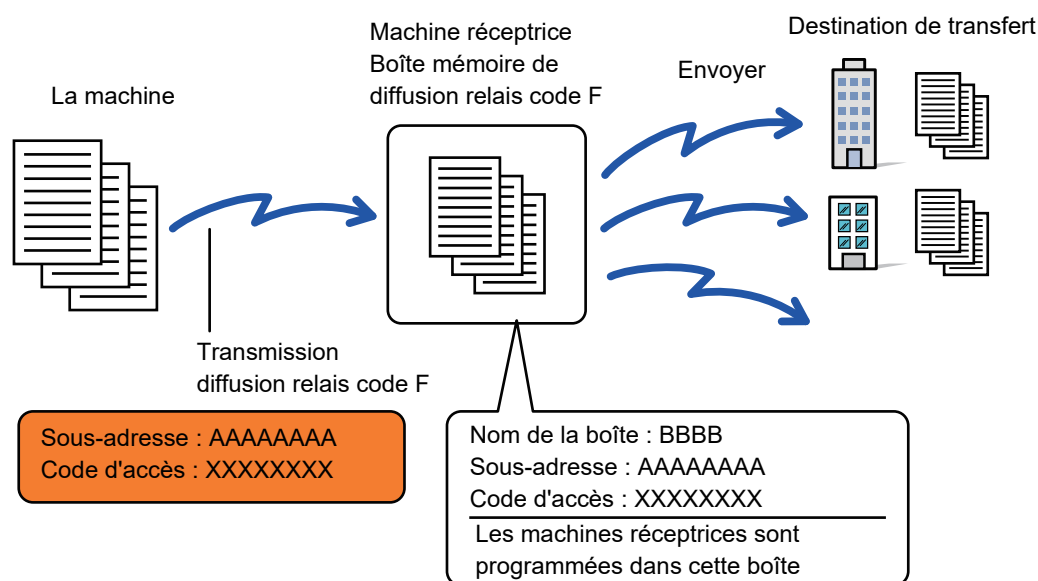 La machine
Machine réceptrice
Boîte mémoire de
diffusion relais code F
Envoyer
Destination de transfert
Transmission
diffusion relais code F
Sous-adresse : AAAAAAAA
Code d'accès : XXXXXXXX
Nom de la boîte : BBBB
Sous-adresse : AAAAAAAA
Code d'accès : XXXXXXXX
Les machines réceptrices sont
programmées dans cette boîte